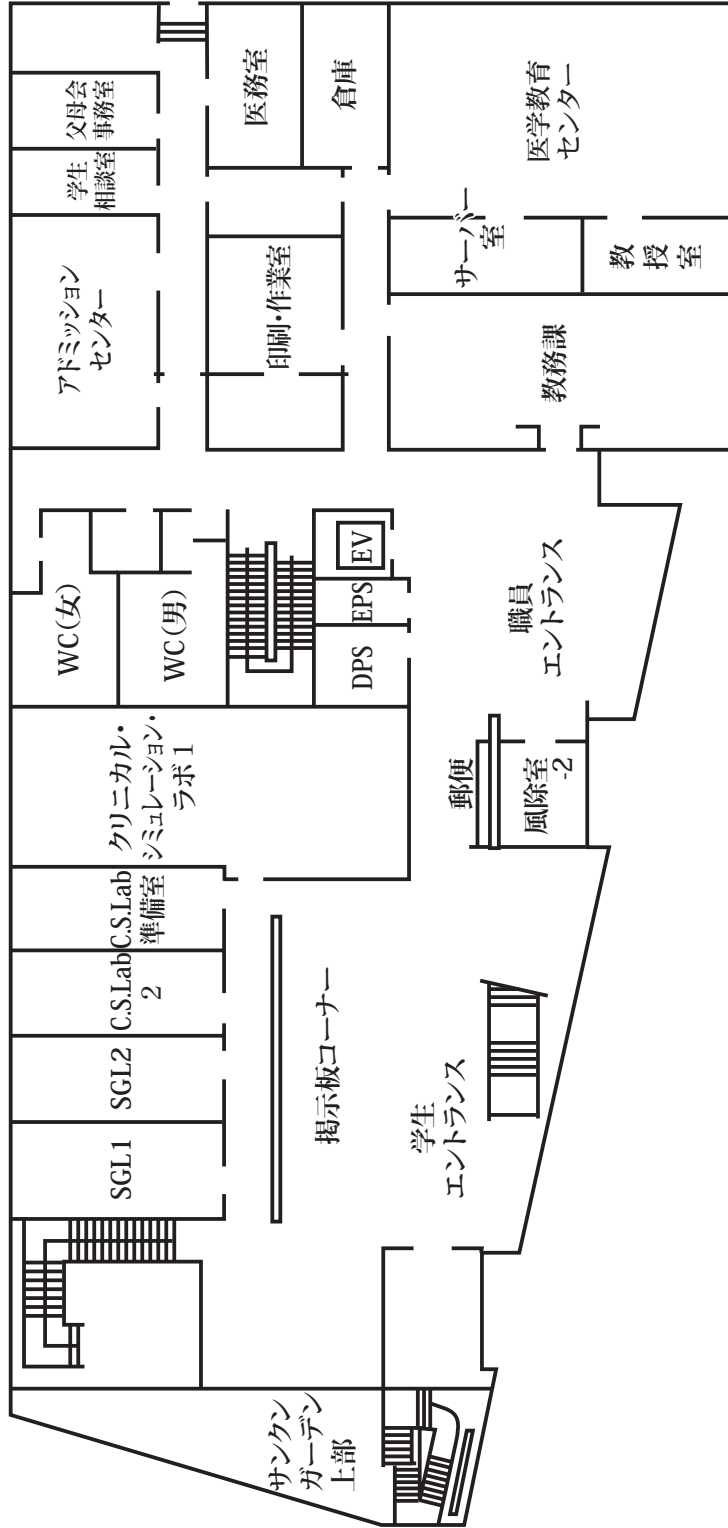 サンケン
ガーデン
上部
SGL1
SGL2
C.S.Lab
2
C.S.Lab
準備室
クリニカル・
シミュレーション・
ラボ1
WC(女)
WC(男)
DPS
EPS
EV
掲示板コーナー
学生
エントランス
郵便
風除室
-2
職員
エントランス
アドミッション
センター
学生
相談室
父母会
事務室
印刷・作業室
医務室
倉庫
教務課
サーバー
室
教授室
医学教育
センター